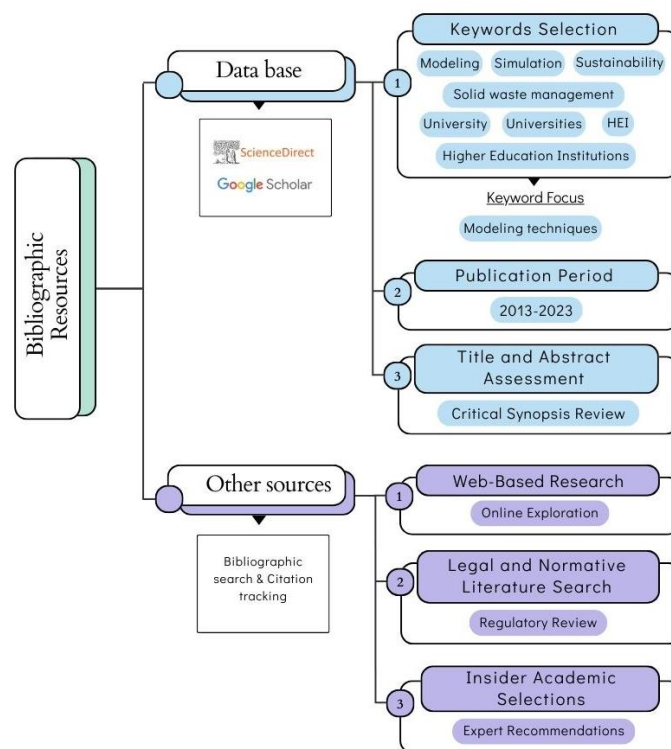 Bibliographic
Resources
Data base
ScienceDirect
Google Scholar
1
Keywords Selection
Modeling Simulation Sustainability
Solid waste management
University Universities HEI
Higher Education Institutions
Keyword Focus
Modeling techniques
2
Publication Period
2013-2023
3
Title and Abstract
Assessment
Critical Synopsis Review
Other sources
Bibliographic
search & Citation
tracking
1
Web-Based Research
Online Exploration
2
Legal and Normative
Literature Search
Regulatory Review
3
Insider Academic
Selections
Expert Recommendations